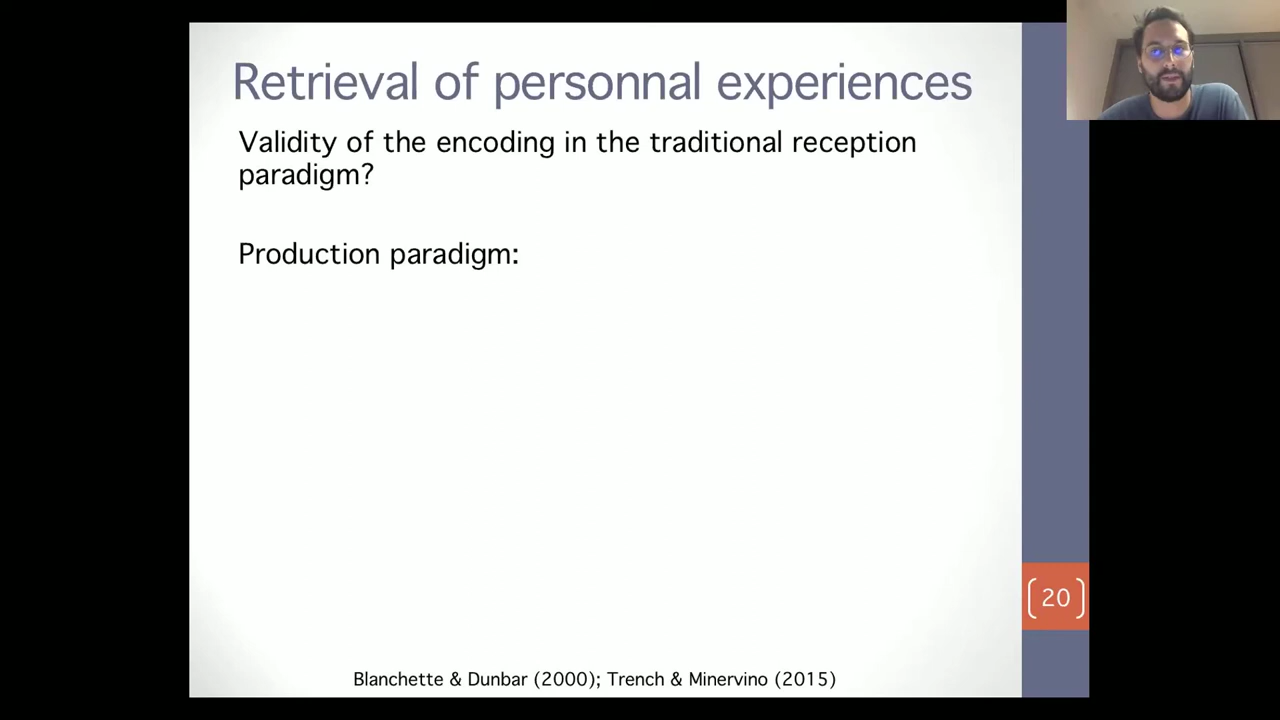 Retrieval of personnal experiences
Validity of the encoding in the traditional reception
paradigm?
Production paradigm:
20
Blanchette & Dunbar (2000); Trench & Minervino (2015)